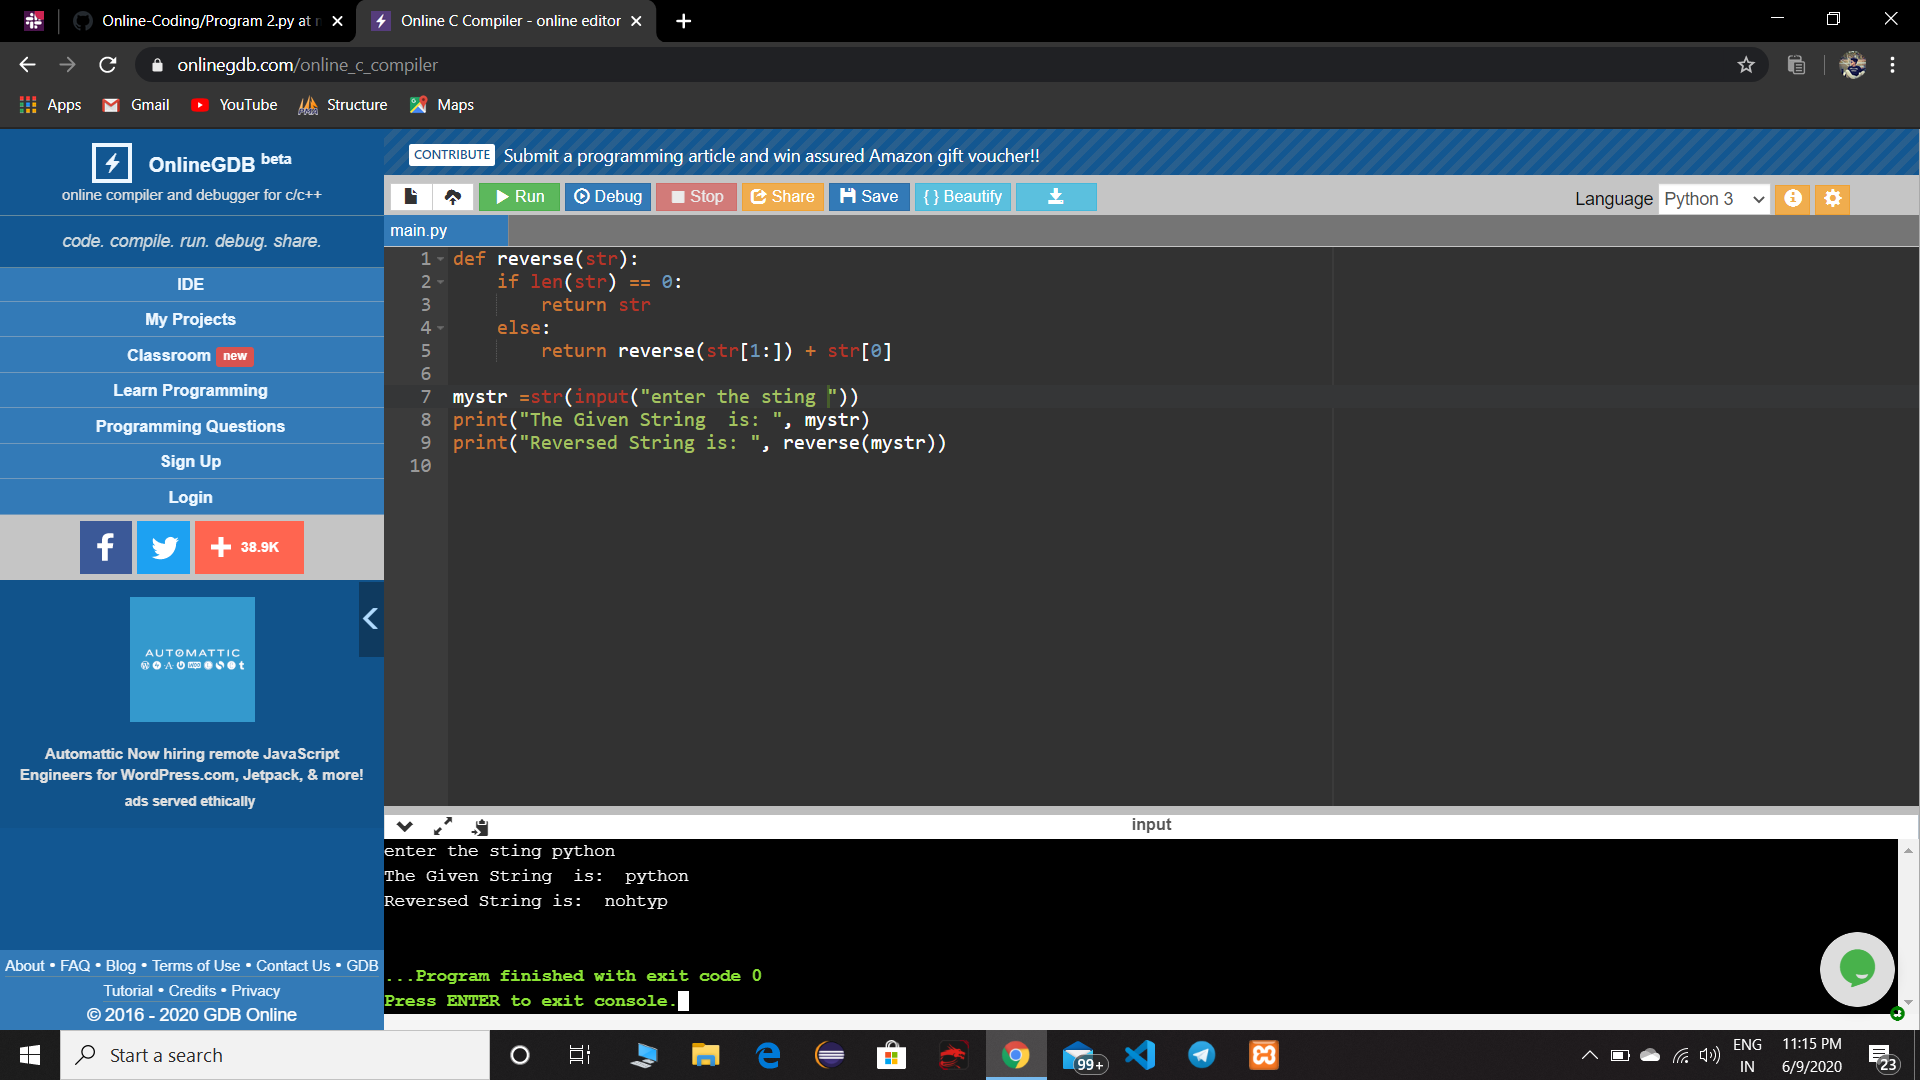 Online-Coding/Program 2.py at
Online C Compiler - online editor
onlinegdb.com/online_c_compiler
Apps Gmail YouTube Structure Maps
OnlineGDB beta
online compiler and debugger for c/c++
code. compile. run. debug. share.
IDE
My Projects
Classroom new
Learn Programming
Programming Questions
Sign Up
Login
38.9K
AUTOMATTIC
Automattic Now hiring remote JavaScript
Engineers for WordPress.com, Jetpack, & more!
ads served ethically
About • FAQ • Blog • Terms of Use • Contact Us • GDB
Tutorial • Credits • Privacy
© 2016 - 2020 GDB Online
CONTRIBUTE Submit a programming article and win assured Amazon gift voucher!!
Run Debug Stop Share Save { } Beautify
Language Python 3
main.py
1 def reverse(str):
2     if len(str) == 0:
3         return str
4     else:
5         return reverse(str[1:]) + str[0]
6
7 mystr =str(input("enter the sting "))
8 print("The Given String  is: ", mystr)
9 print("Reversed String is: ", reverse(mystr))
10
input
enter the sting python
The Given String  is:  python
Reversed String is:  nohtyp
...Program finished with exit code 0
Press ENTER to exit console.
Start a search
99+
ENG
IN
11:15 PM
6/9/2020
23